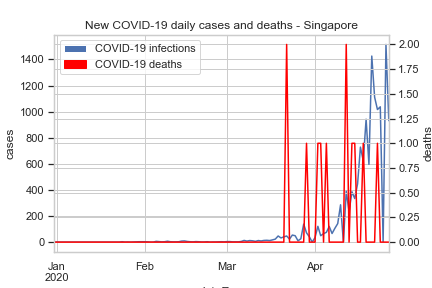 New COVID-19 daily cases and deaths - Singapore
COVID-19 infections
COVID-19 deaths
cases
1400
1200
1000
800
600
400
200
0
deaths
2.00
1.75
1.50
1.25
1.00
0.75
0.50
0.25
0.00
Jan
2020
Feb
Mar
Apr